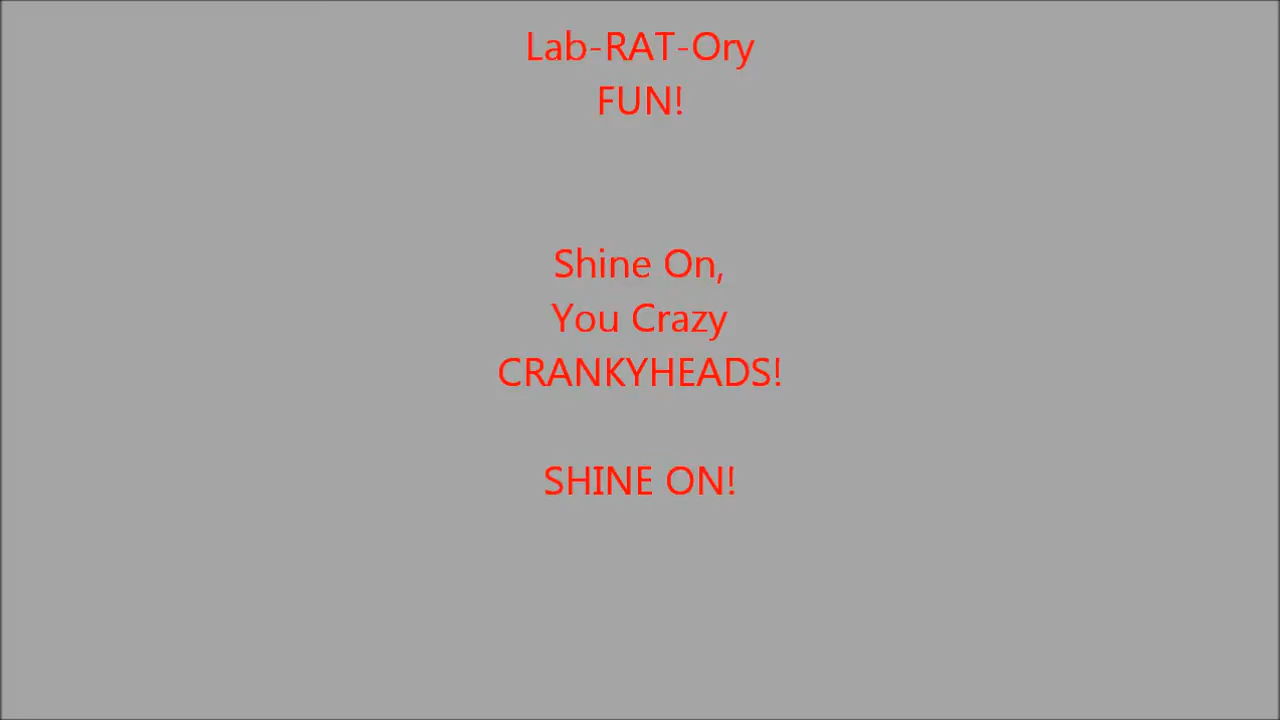 Lab-RAT-Ory
FUN!
Shine On,
You Crazy
CRANKYHEADS!
SHINE ON!